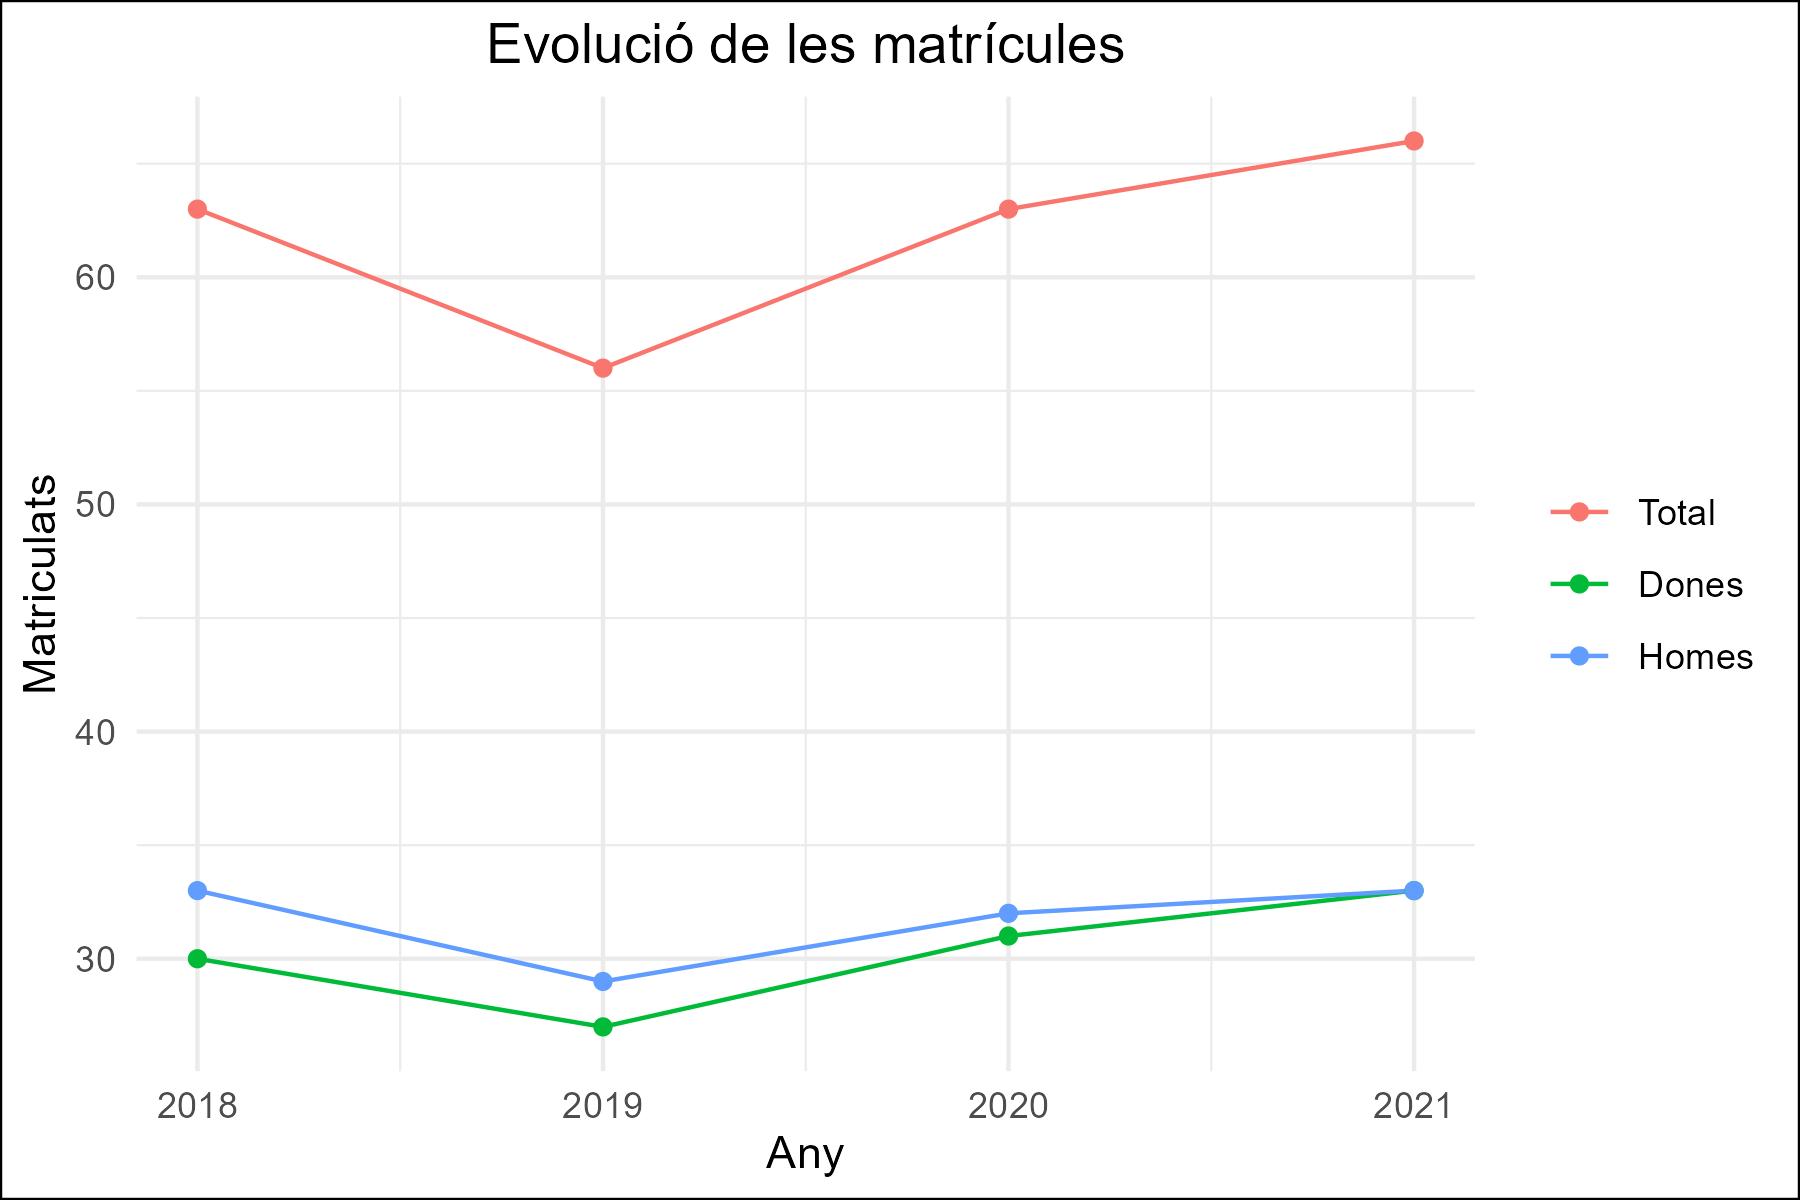 Evolució de les matrícules
Matriculats
60
50
40
30
2018 2019 2020 2021
Any
Total
Dones
Homes